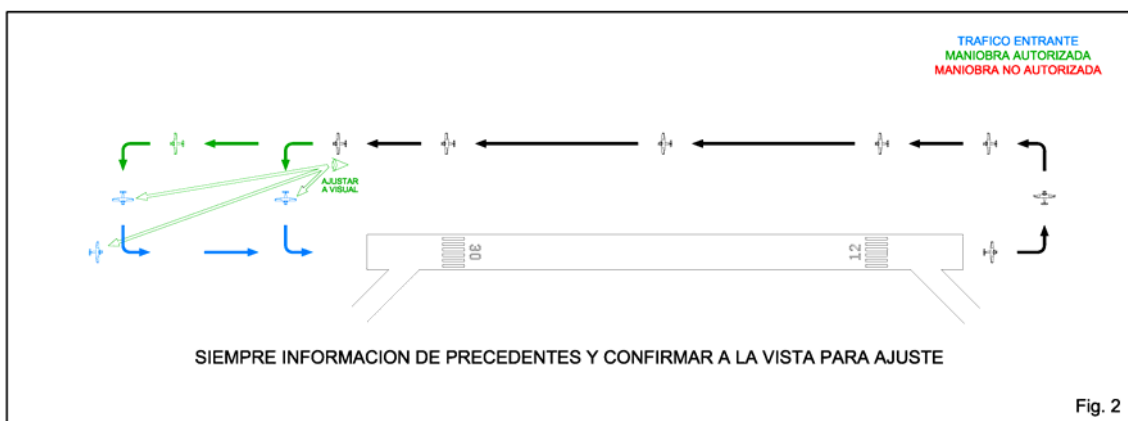 TRAFICO ENTRANTE
MANIOBRA AUTORIZADA
MANIOBRA NO AUTORIZADA
AJUSTAR
A VISUAL
30
12
SIEMPRE INFORMACION DE PRECEDENTES Y CONFIRMAR A LA VISTA PARA AJUSTE
Fig. 2